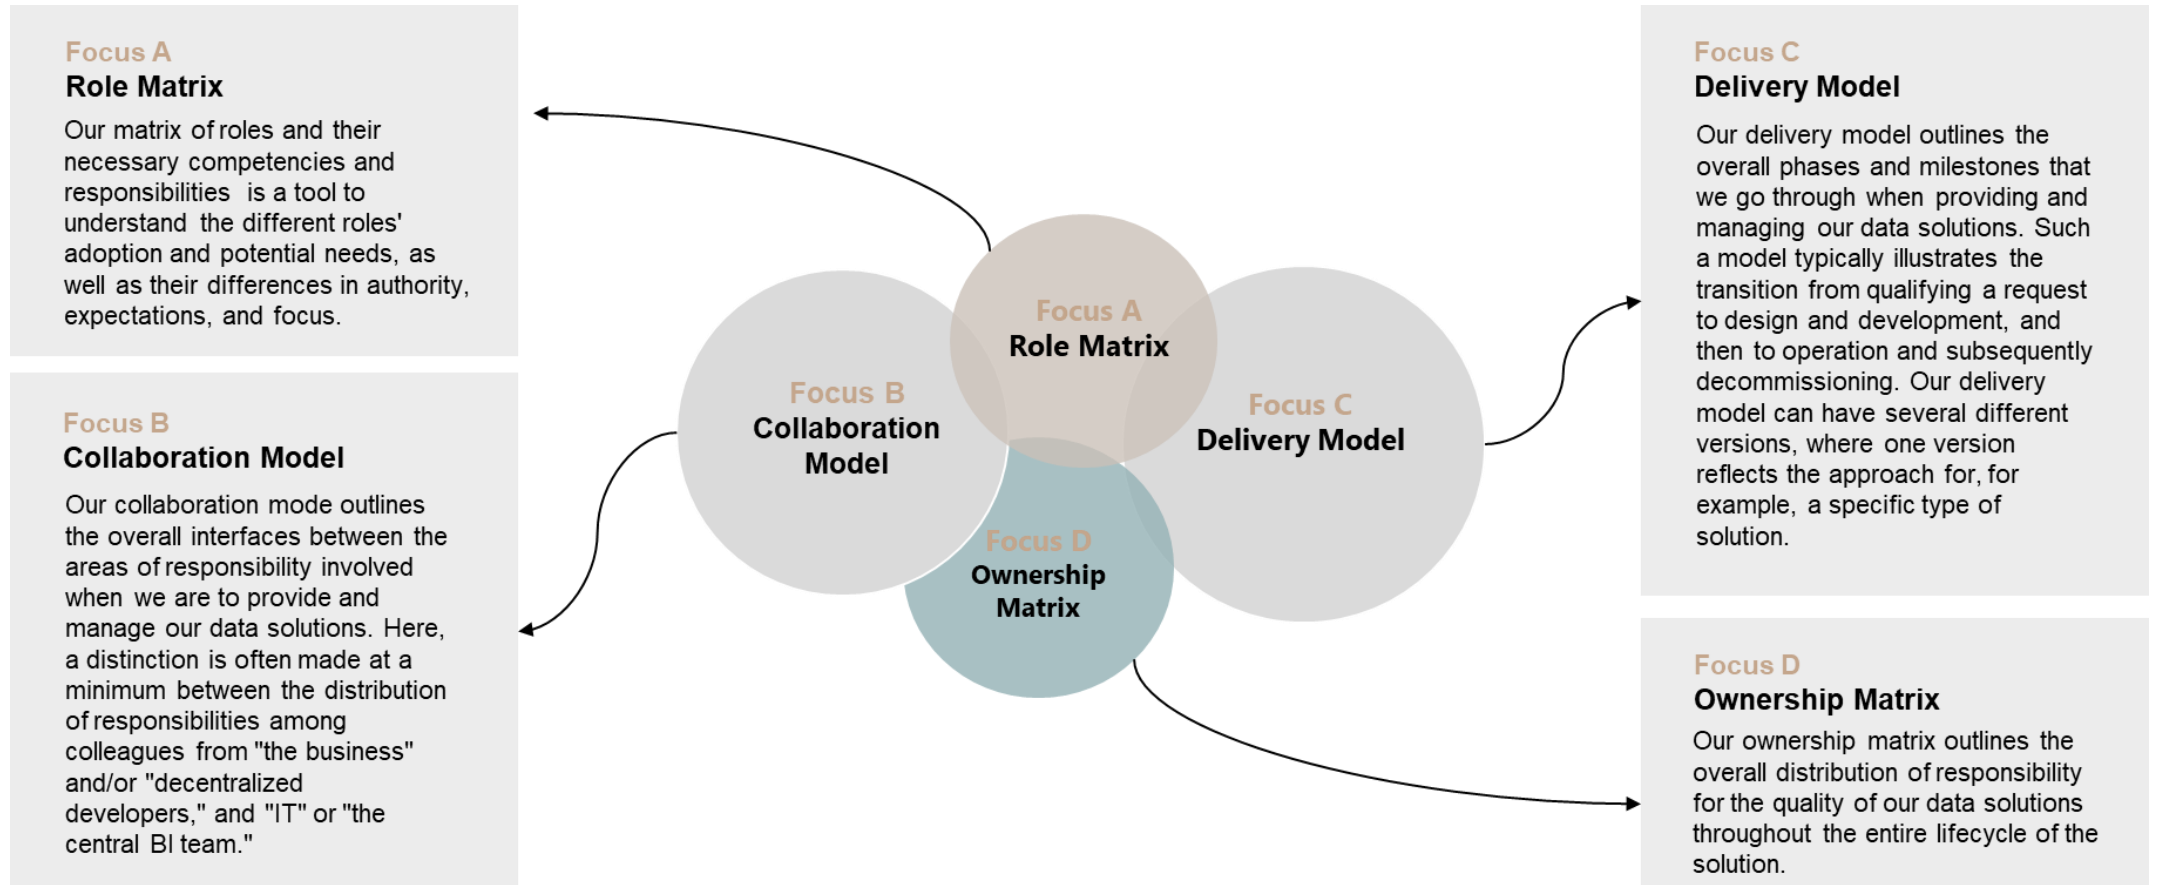 Focus A
Role Matrix
Our matrix of roles and their
necessary competencies and
responsibilities is a tool to
understand the different roles'
adoption and potential needs, as
well as their differences in authority,
expectations, and focus.
Focus B
Collaboration Model
Our collaboration mode outlines
the overall interfaces between the
areas of responsibility involved
when we are to provide and
manage our data solutions. Here,
a distinction is often made at a
minimum between the distribution
of responsibilities among
colleagues from "the business"
and/or "decentralized
developers," and "IT" or "the
central BI team."
Focus A
Role Matrix
Focus B
Collaboration
Model
Focus C
Delivery Model
Focus D
Ownership
Matrix
Focus C
Delivery Model
Our delivery model outlines the
overall phases and milestones that
we go through when providing and
managing our data solutions. Such
a model typically illustrates the
transition from qualifying a request
to design and development, and
then to operation and subsequently
decommissioning. Our delivery
model can have several different
versions, where one version
reflects the approach for, for
example, a specific type of
solution.
Focus D
Ownership Matrix
Our ownership matrix outlines the
overall distribution of responsibility
for the quality of our data solutions
throughout the entire lifecycle of the
solution.